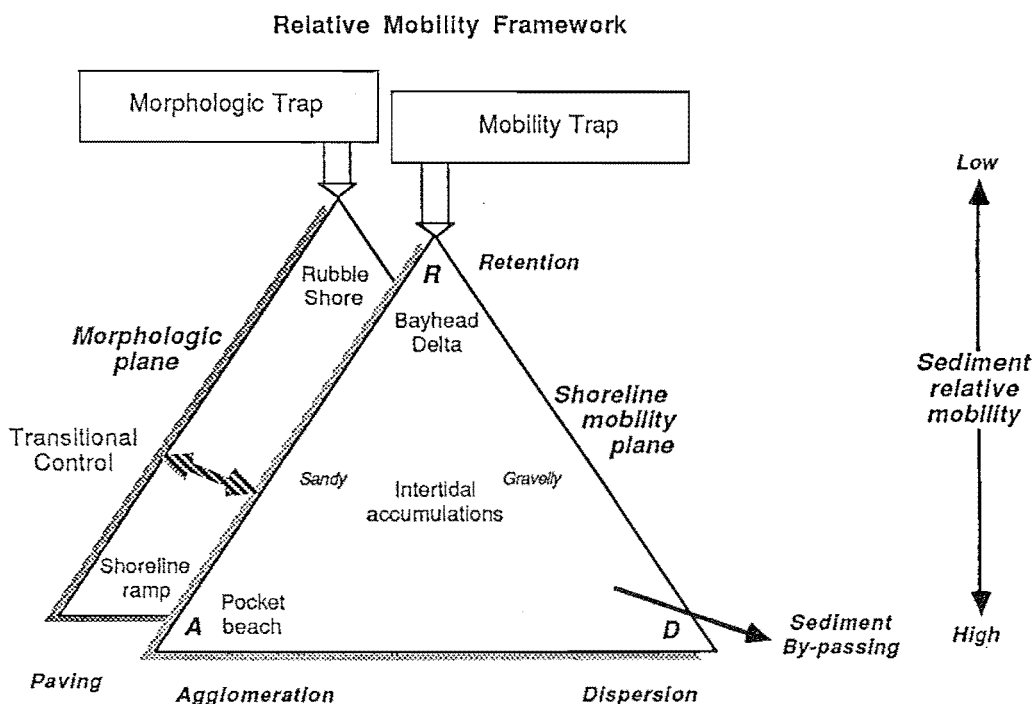 Relative Mobility Framework
Morphologic Trap
Mobility Trap
Low
Rubble
Shore
R
Retention
Bayhead
Delta
Morphologic
plane
Shoreline
mobility
plane
Sediment
relative
mobility
Transitional
Control
Sandy
Gravelly
Intertidal
accumulations
Shoreline
ramp
Pocket
beach
A
D
Sediment
By-passing
High
Paving
Agglomeration
Dispersion